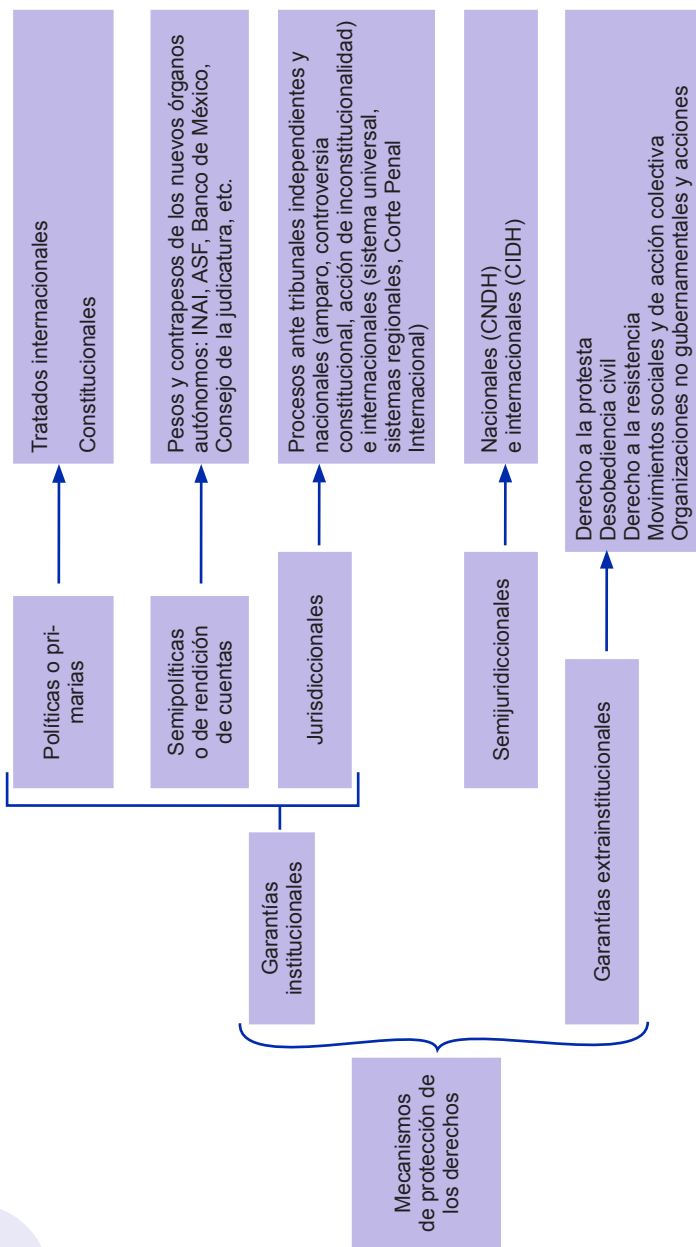 Mecanismos
de protección de
los derechos
Garantías
institucionales
Políticas o pri-
marias
Tratados internacionales
Constitucionales
Semipolíticas
o de rendición
de cuentas
Pesos y contrapesos de los nuevos órganos
autónomos: INAI, ASF, Banco de México,
Consejo de la judicatura, etc.
Jurisdiccionales
Procesos ante tribunales independientes y
nacionales (amparo, controversia
constitucional, acción de inconstitucionalidad)
e internacionales (sistema universal,
sistemas regionales, Corte Penal
Internacional)
Semijuridiccionales
Nacionales (CNDH)
e internacionales (CIDH)
Garantías extrainstitucionales
Derecho a la protesta
Desobediencia civil
Derecho a la resistencia
Movimientos sociales y de acción colectiva
Organizaciones no gubernamentales y acciones